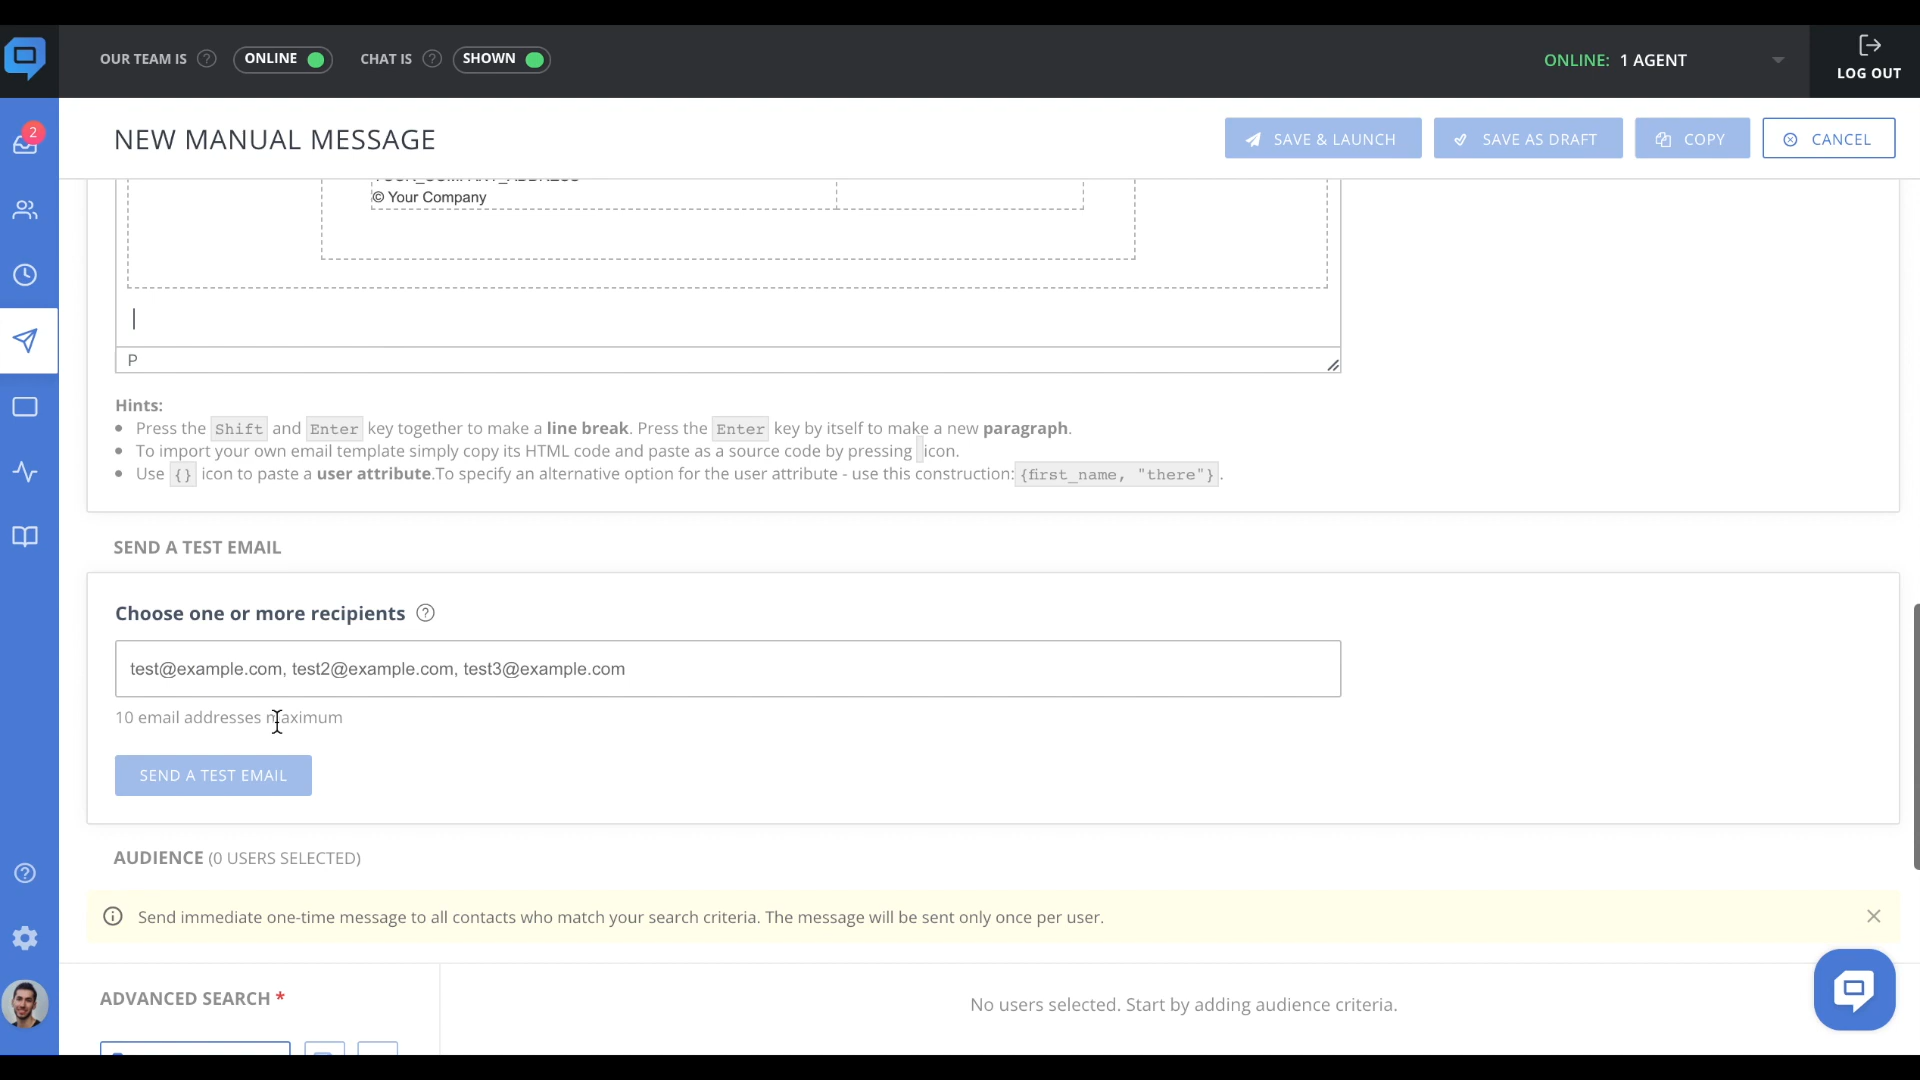 OUR TEAM IS ? ONLINE CHAT IS ? SHOWN ONLINE: 1 AGENT
LOG OUT
2
NEW MANUAL MESSAGE SAVE & LAUNCH SAVE AS DRAFT COPY CANCEL
© Your Company
P
Hints:
• Press the Shift and Enter key together to make a line break. Press the Enter key by itself to make a new paragraph.
• To import your own email template simply copy its HTML code and paste as a source code by pressing icon.
• Use {} icon to paste a user attribute.To specify an alternative option for the user attribute - use this construction: {first_name, "there"}.
SEND A TEST EMAIL
Choose one or more recipients ?
test@example.com, test2@example.com, test3@example.com
10 email addresses maximum
SEND A TEST EMAIL
AUDIENCE (0 USERS SELECTED)
Send immediate one-time message to all contacts who match your search criteria. The message will be sent only once per user.
ADVANCED SEARCH *
No users selected. Start by adding audience criteria.